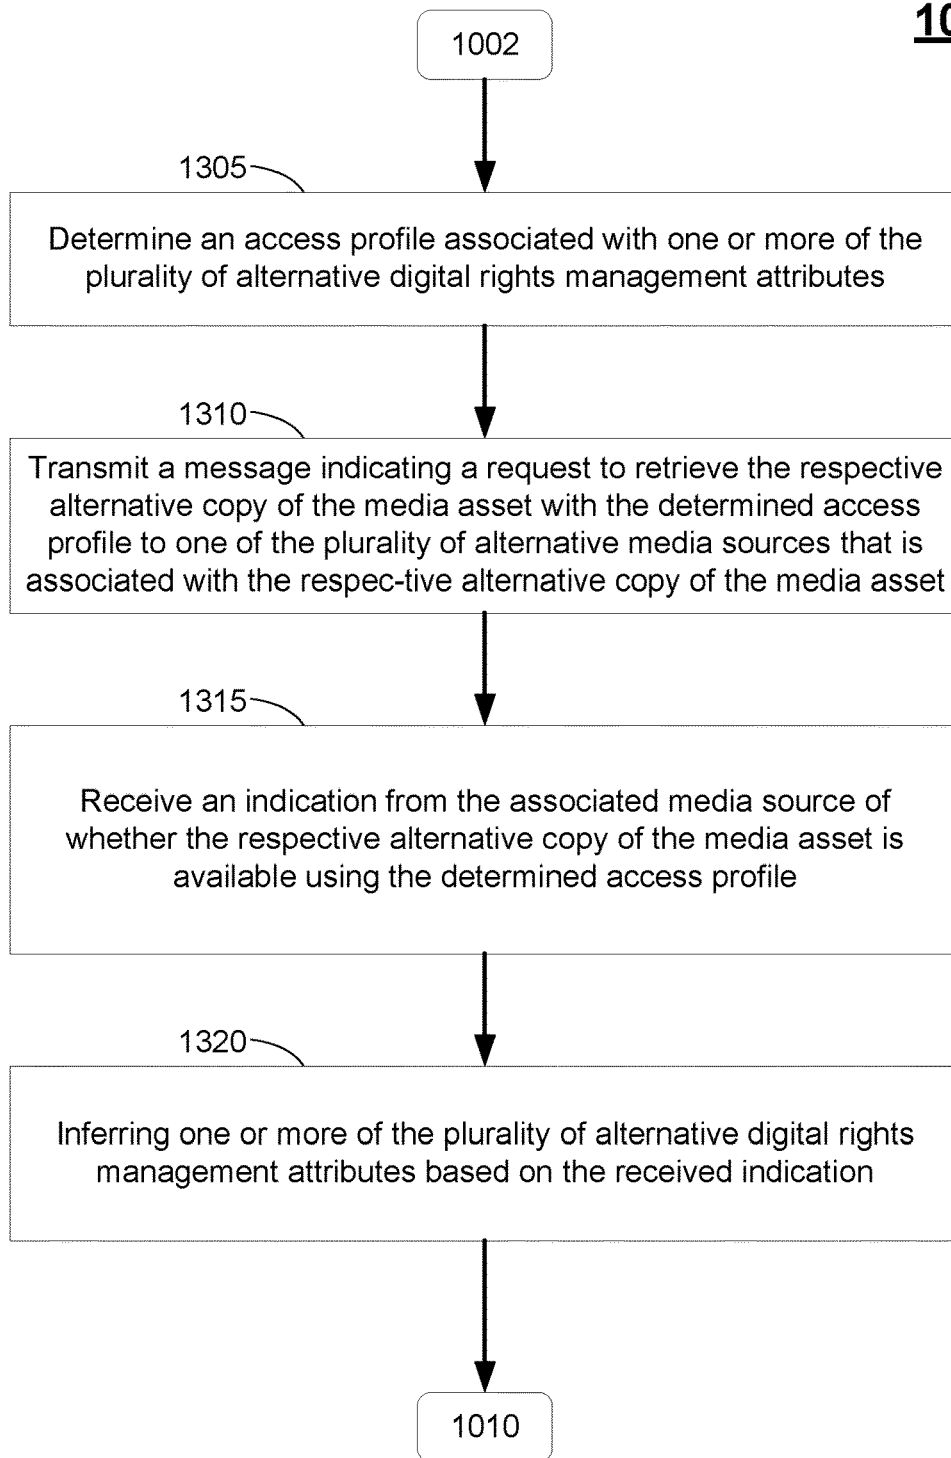 10
1002
1305
Determine an access profile associated with one or more of the
plurality of alternative digital rights management attributes
1310
Transmit a message indicating a request to retrieve the respective
alternative copy of the media asset with the determined access
profile to one of the plurality of alternative media sources that is
associated with the respec-tive alternative copy of the media asset
1315
Receive an indication from the associated media source of
whether the respective alternative copy of the media asset is
available using the determined access profile
1320
Inferring one or more of the plurality of alternative digital rights
management attributes based on the received indication
1010